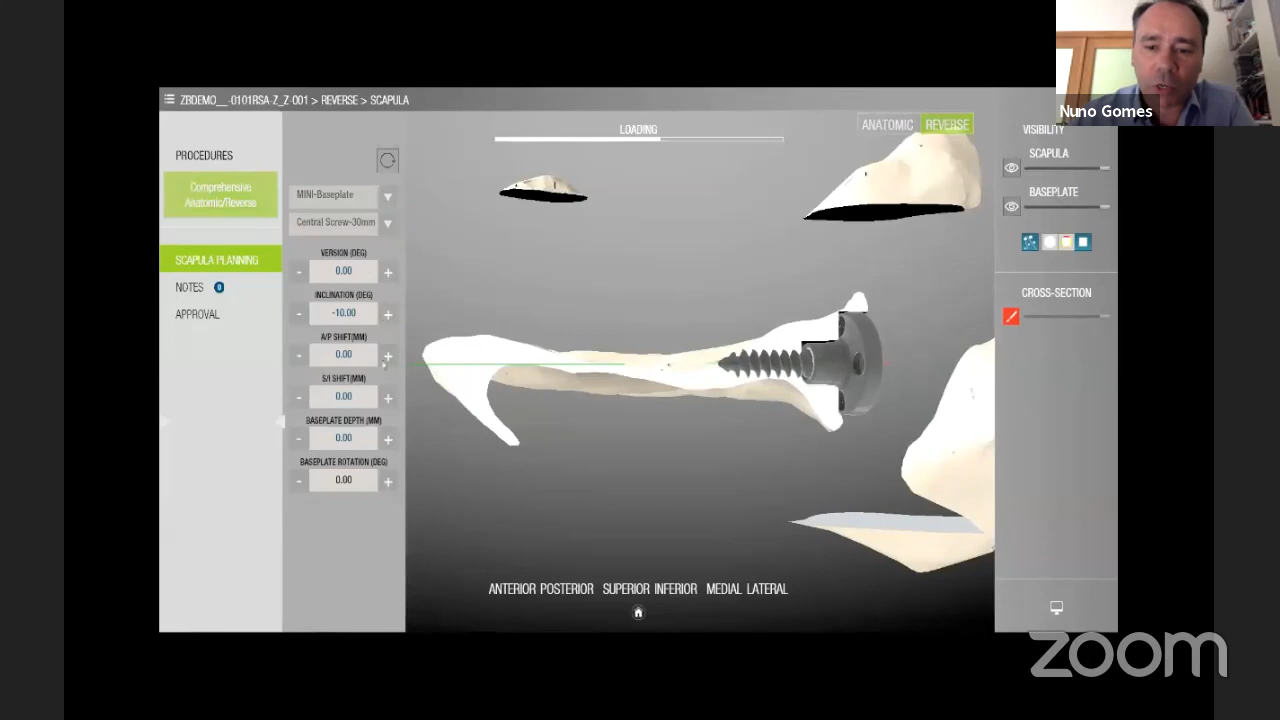 ZBDEMO__-0101RSA-Z_Z-001 > REVERSE > SCAPULA
Nuno Gomes
LOADING
ANATOMIC REVERSE
VISIBILITY
PROCEDURES
Comprehensive
Anatomic/Reverse
SCAPULA PLANNING
NOTES 0
APPROVAL
MINI-Baseplate
Central Screw-30mm
VERSION (DEG)
- 0.00 +
INCLINATION (DEG)
- -10.00 +
A/P SHIFT(MM)
- 0.00 +
S/I SHIFT(MM)
- 0.00 +
BASEPLATE DEPTH (MM)
- 0.00 +
BASEPLATE ROTATION (DEG)
- 0.00 +
SCAPULA
BASEPLATE
CROSS-SECTION
ANTERIOR POSTERIOR SUPERIOR INFERIOR MEDIAL LATERAL
zoom